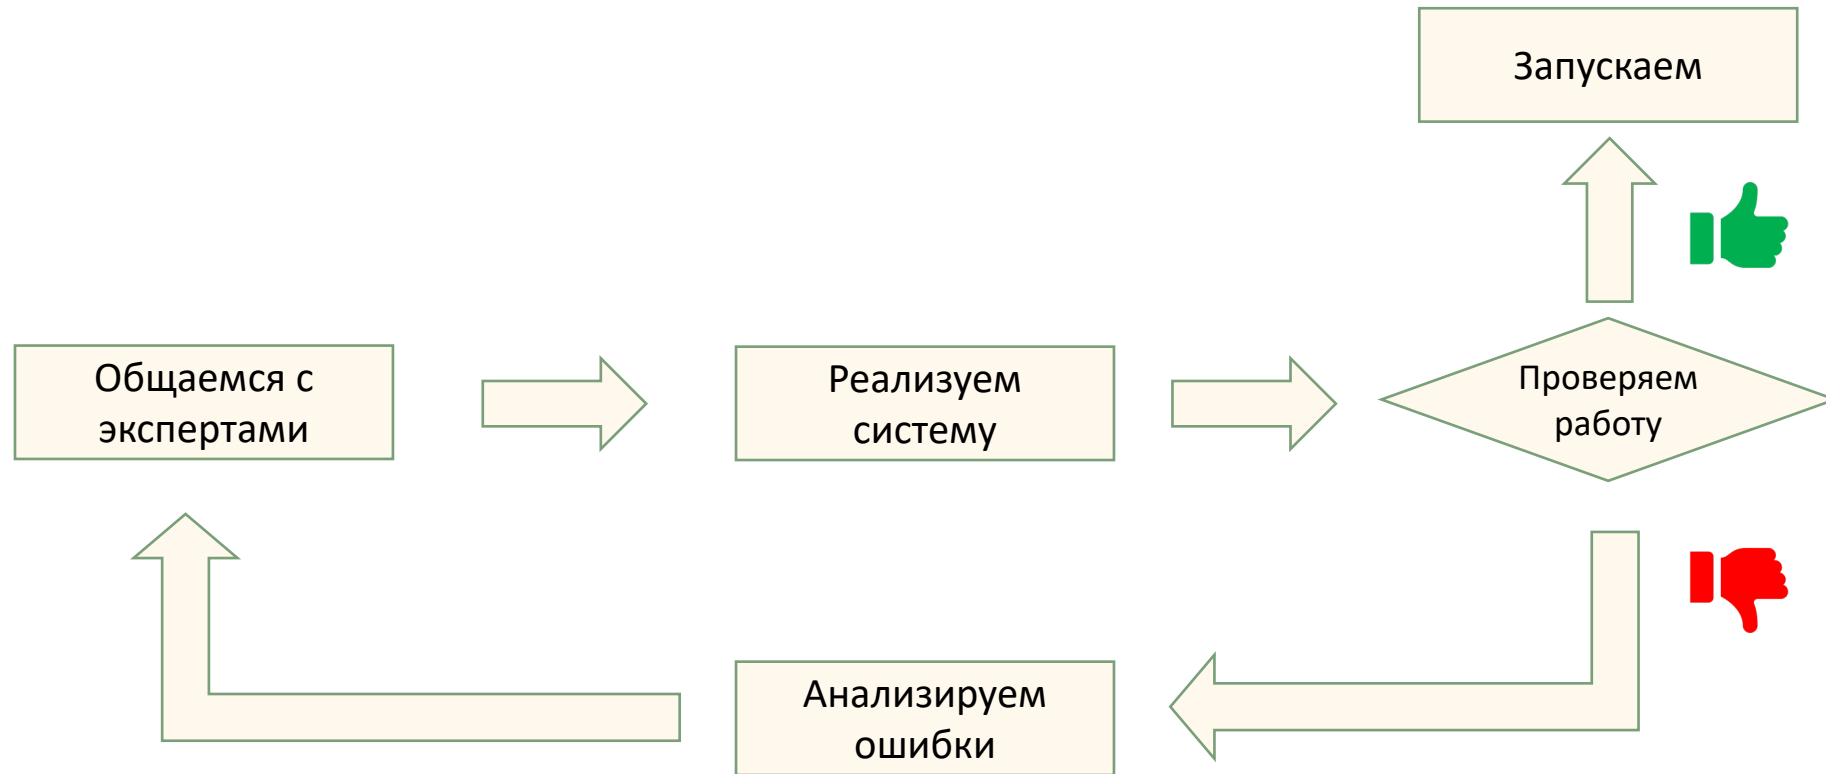 Запускаем
Общаемся с
экспертами
Реализуем
систему
Проверяем
работу
Анализируем
ошибки